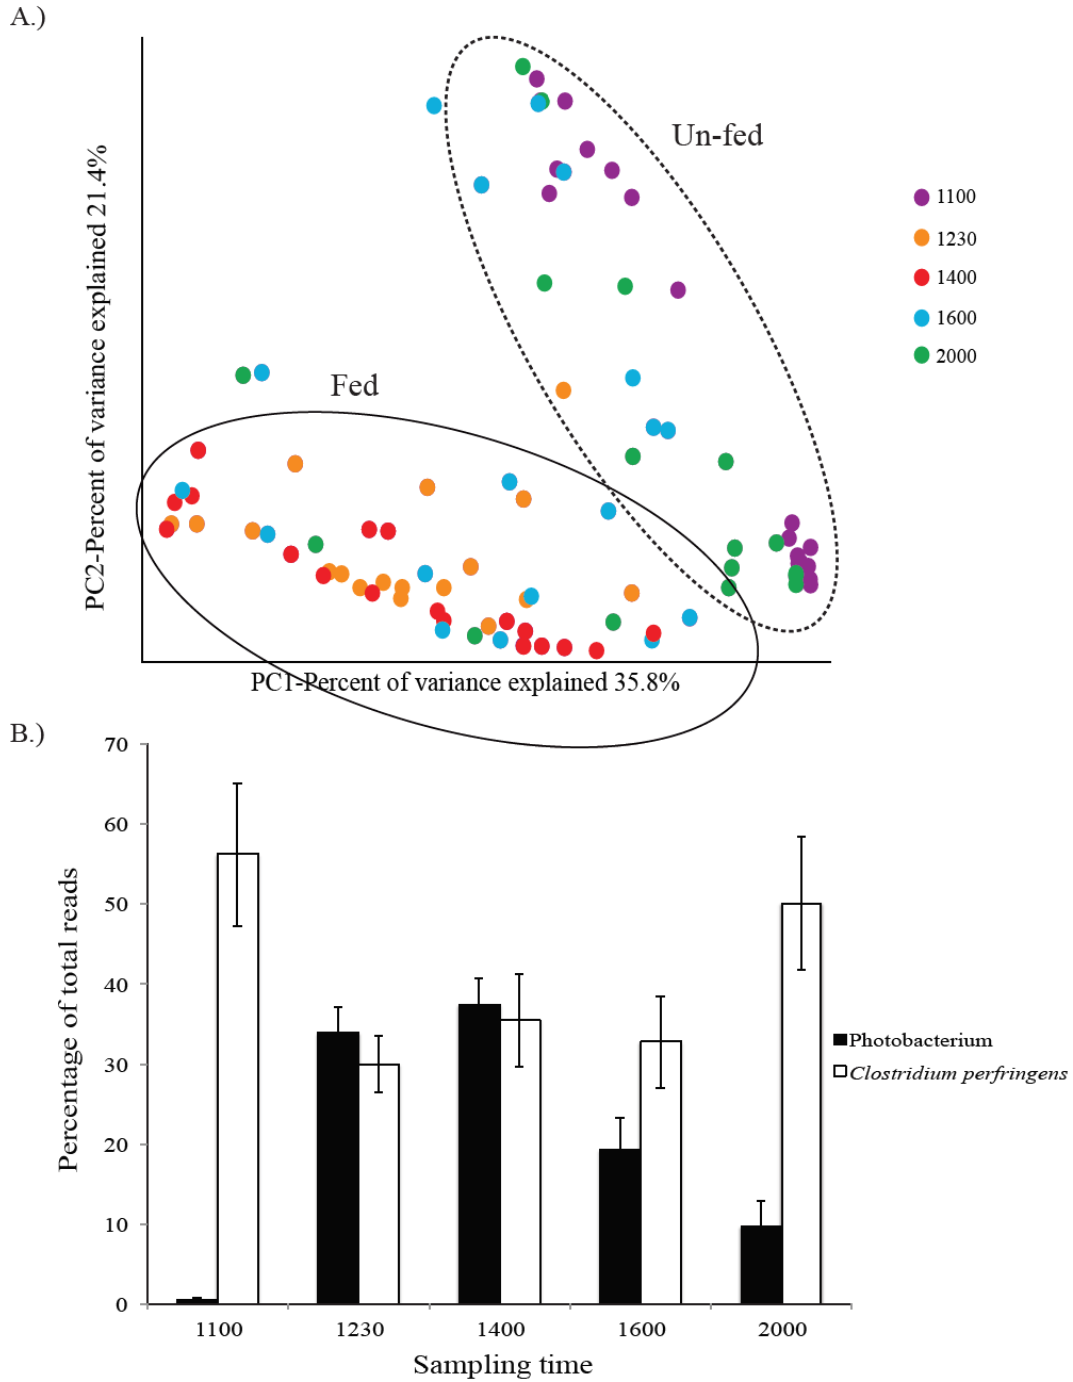 A.)
Un-fed
1100
1230
1400
1600
2000
Fed
PC2-Percent of variance explained 21.4%
PC1-Percent of variance explained 35.8%
B.)
70
60
50
40
30
20
10
0
Percentage of total reads
Photobacterium
Clostridium perfringens
1100 1230 1400 1600 2000
Sampling time